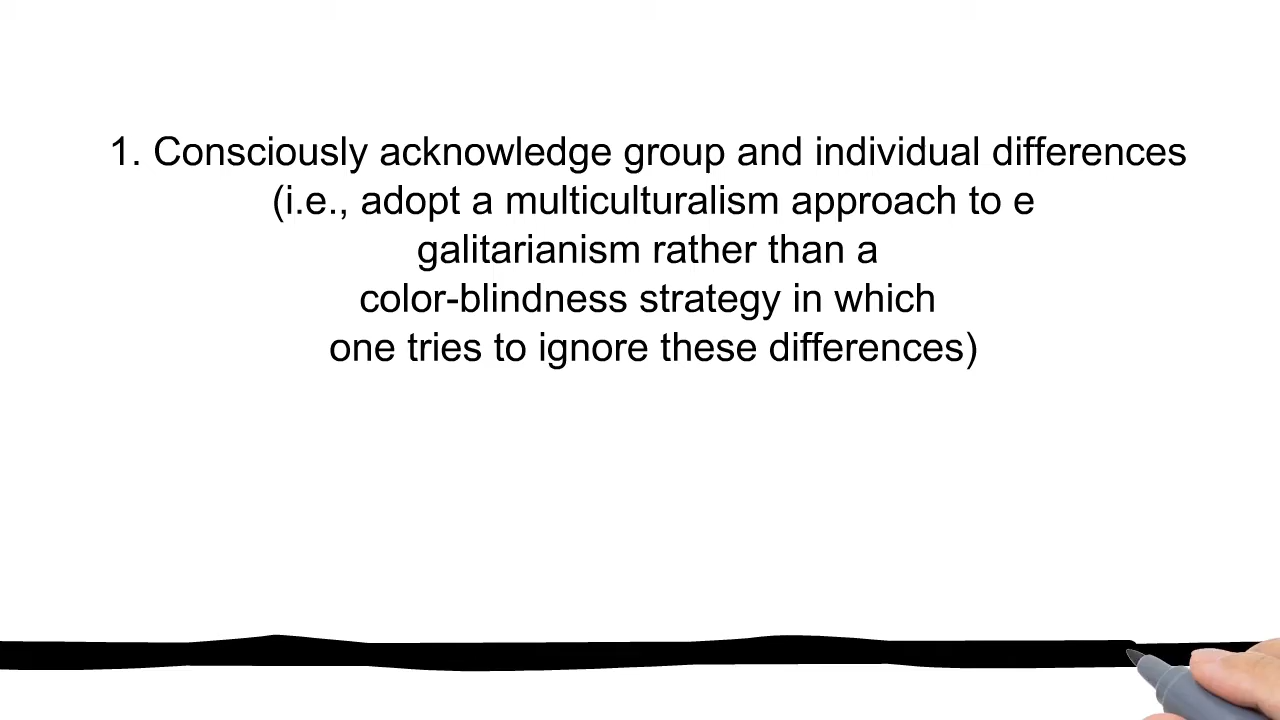 1. Consciously acknowledge group and individual differences
(i.e., adopt a multiculturalism approach to e
galitarianism rather than a
color-blindness strategy in which
one tries to ignore these differences)